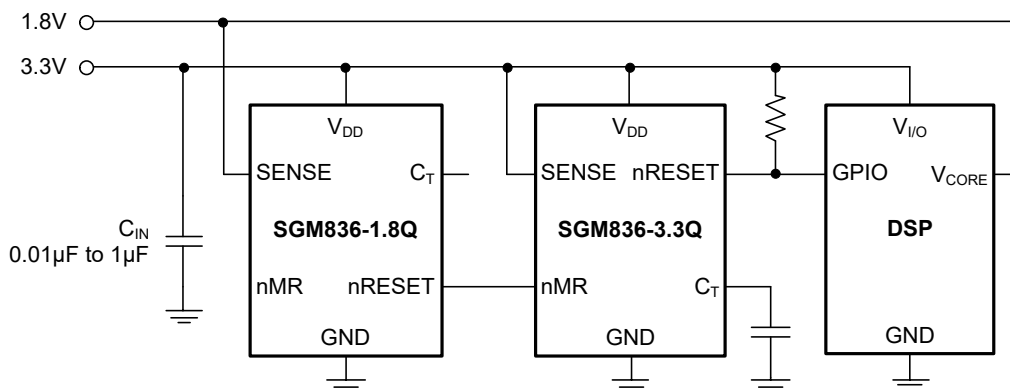 1.8V
3.3V
V_DD
V_DD
V_I/O
SENSE
C_T
SENSE
nRESET
GPIO
V_CORE
C_IN
0.01µF to 1µF
SGM836-1.8Q
SGM836-3.3Q
DSP
nMR
nRESET
nMR
C_T
GND
GND
GND